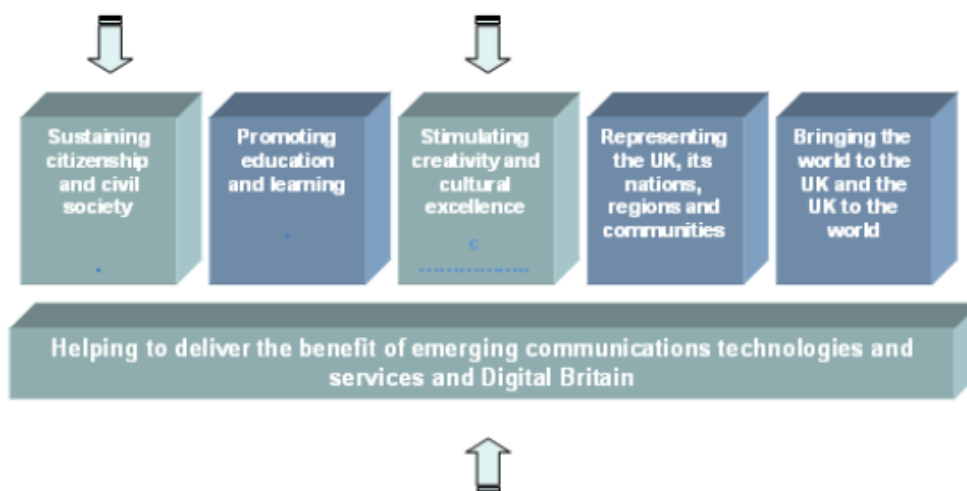 Sustaining
citizenship
and civil
society
.
Promoting
education
and learning
.
Stimulating
creativity and
cultural
excellence
c
................
Representing
the UK, its
nations,
regions and
communities
Bringing the
world to the
UK and the
UK to the
world
Helping to deliver the benefit of emerging communications technologies and
services and Digital Britain